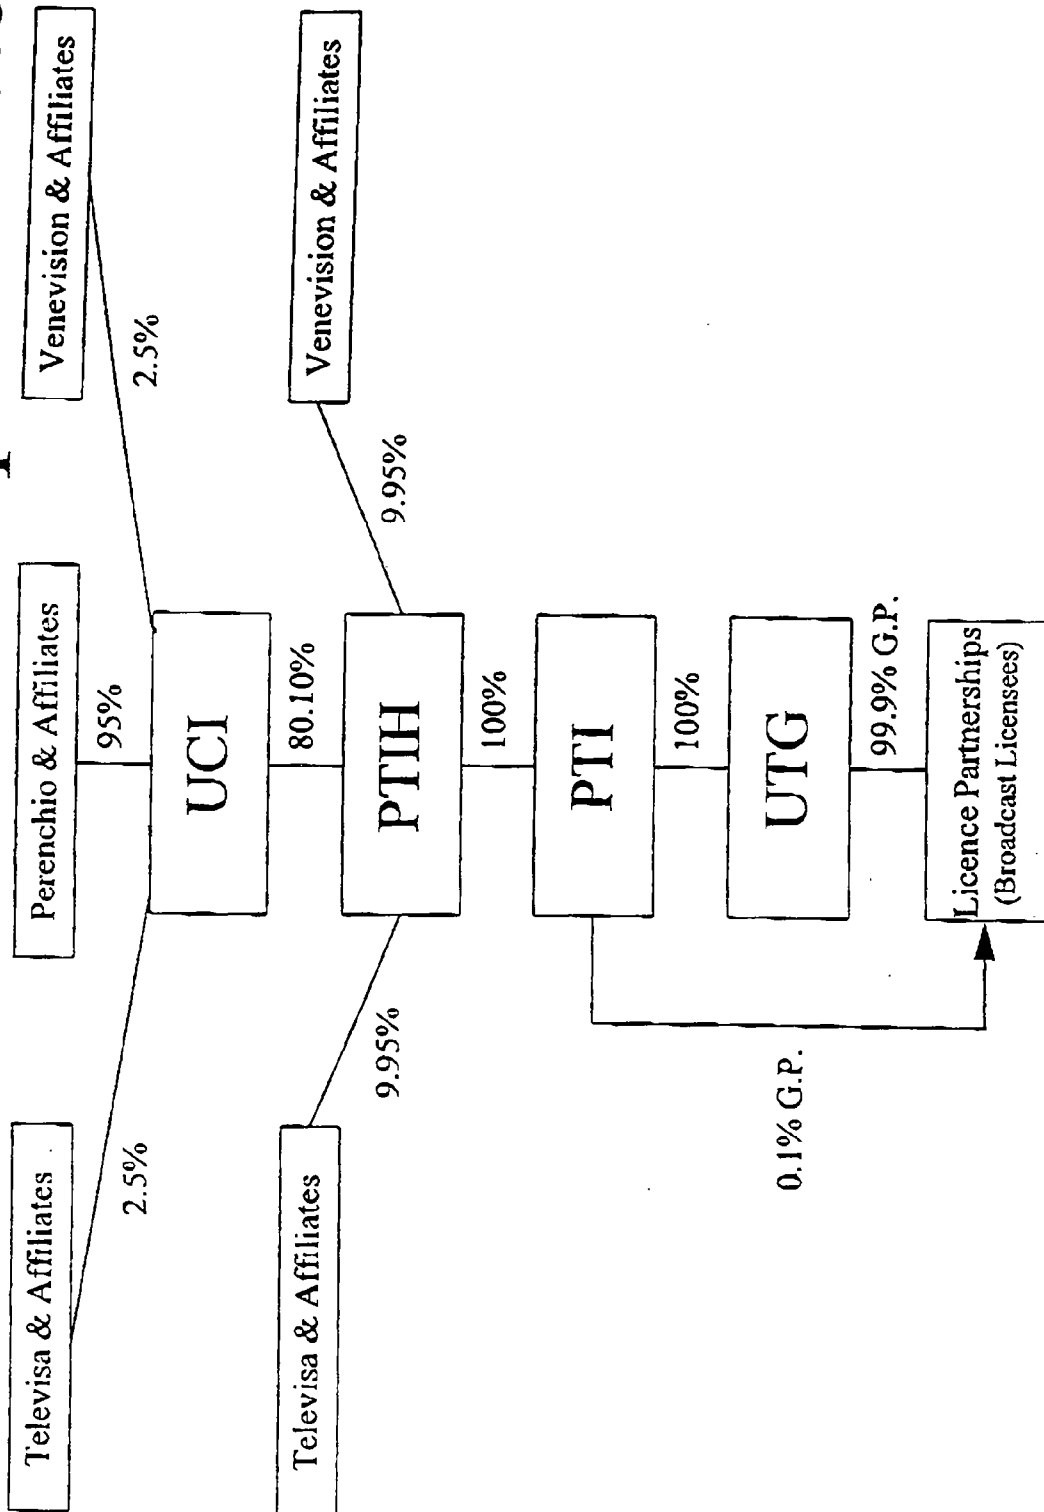 Televisa & Affiliates
Perenchio & Affiliates
Venevision & Affiliates
2.5%
95%
2.5%
UCI
80.10%
Televisa & Affiliates
Venevision & Affiliates
9.95%
9.95%
PTIH
100%
PTI
100%
0.1% G.P.
UTG
99.9% G.P.
Licence Partnerships
(Broadcast Licensees)